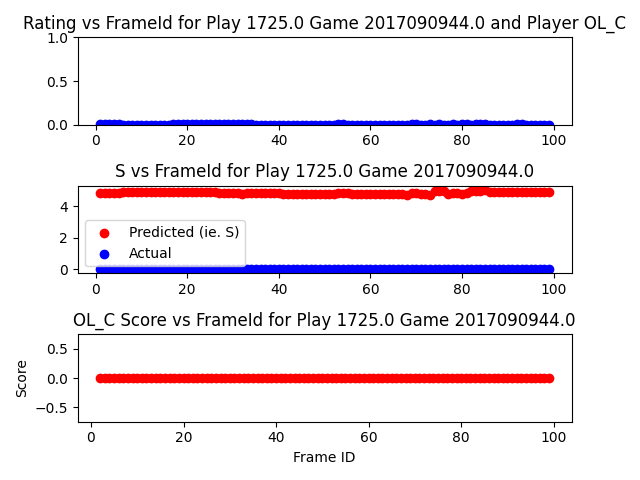 Rating vs FrameId for Play 1725.0 Game 2017090944.0 and Player OL_C
1.0
0.5
0.0
0 20 40 60 80 100
S vs FrameId for Play 1725.0 Game 2017090944.0
4
2
0
Predicted (ie. S)
Actual
0 20 40 60 80 100
OL_C Score vs FrameId for Play 1725.0 Game 2017090944.0
Score
0.5
0.0
−0.5
0 20 40 60 80 100
Frame ID